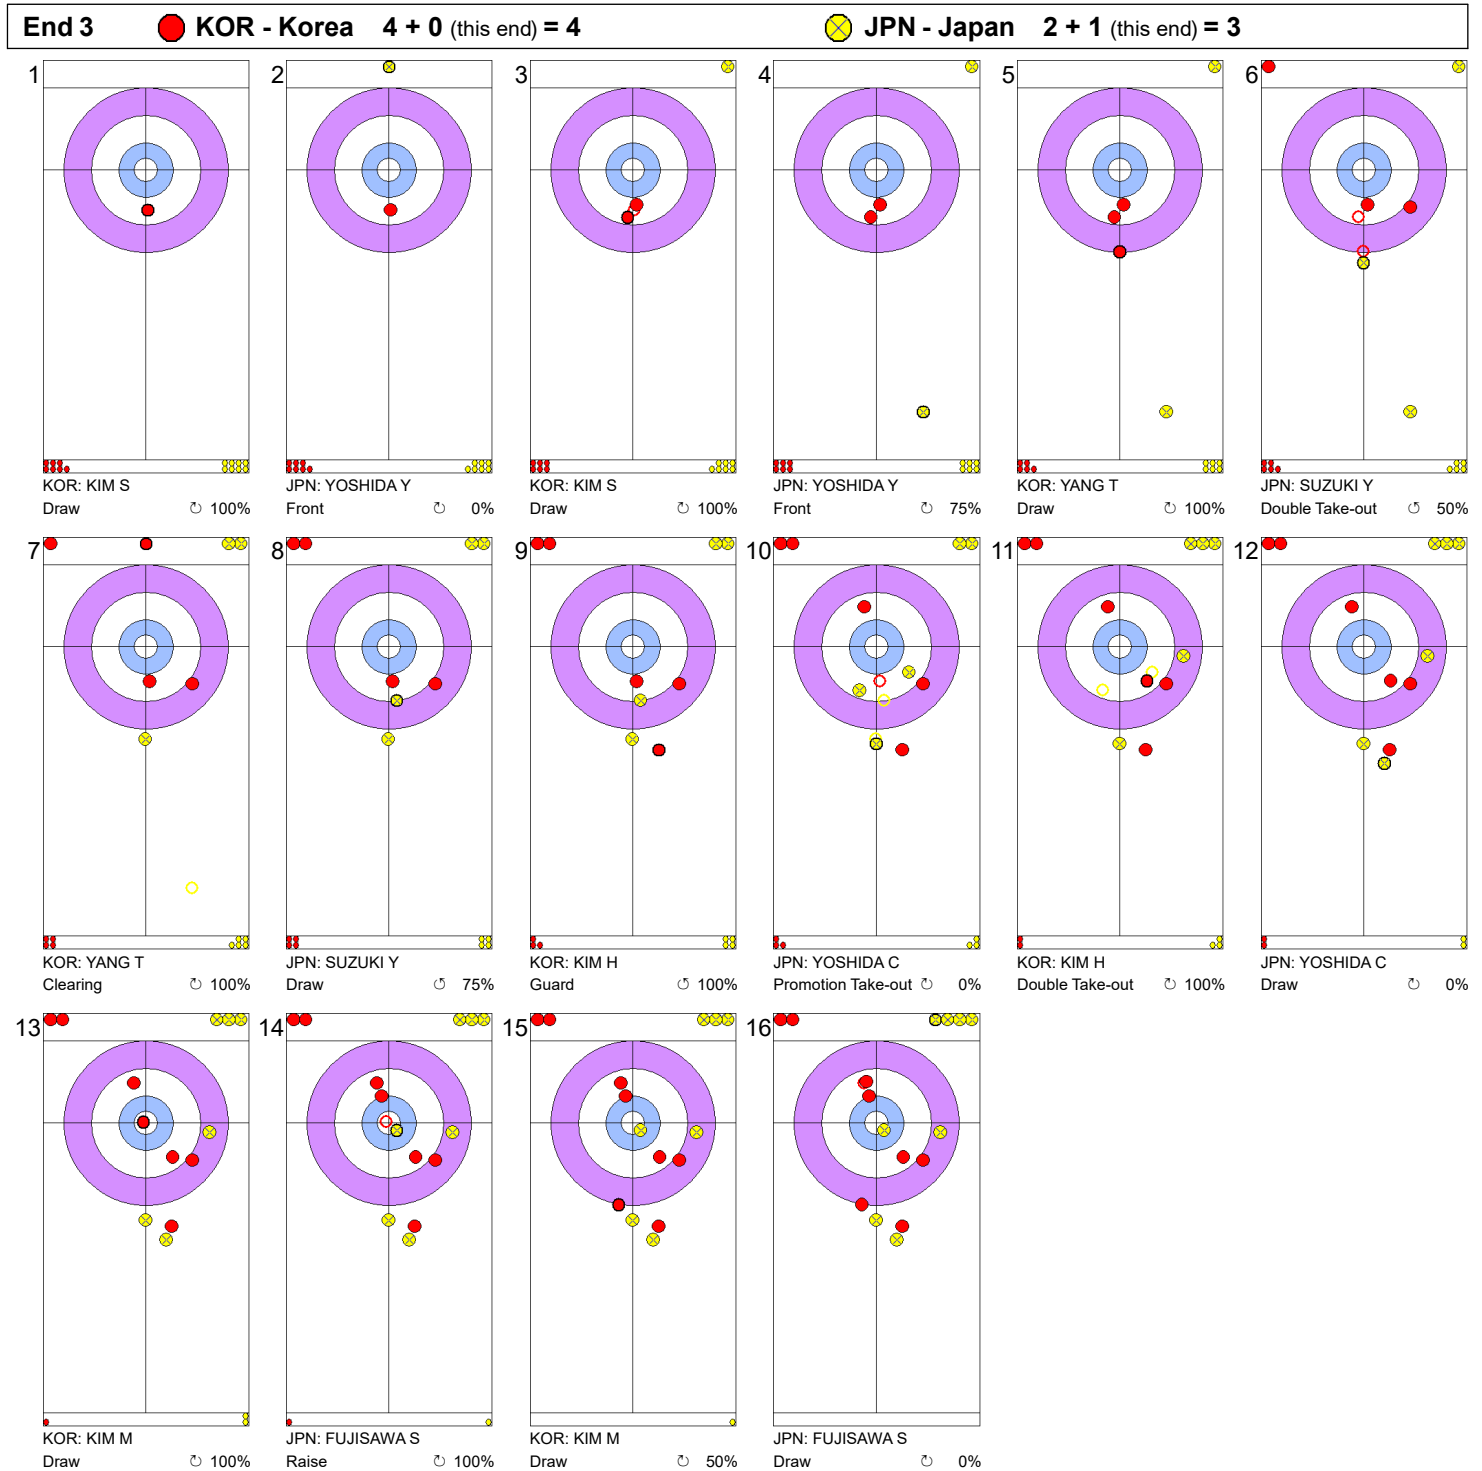 End 3 KOR - Korea 4 + 0 (this end) = 4 JPN - Japan 2 + 1 (this end) = 3
1 2 3 4 5 6
KOR: KIM S JPN: YOSHIDA Y KOR: KIM S JPN: YOSHIDA Y KOR: YANG T JPN: SUZUKI Y
Draw ↻ 100% Front ↻ 0% Draw ↻ 100% Front ↻ 75% Draw ↻ 100% Double Take-out ↺ 50%
7 8 9 10 11 12
KOR: YANG T JPN: SUZUKI Y KOR: KIM H JPN: YOSHIDA C KOR: KIM H JPN: YOSHIDA C
Clearing ↻ 100% Draw ↺ 75% Guard ↺ 100% Promotion Take-out ↻ 0% Double Take-out ↻ 100% Draw ↻ 0%
13 14 15 16
KOR: KIM M JPN: FUJISAWA S KOR: KIM M JPN: FUJISAWA S
Draw ↻ 100% Raise ↻ 100% Draw ↻ 50% Draw ↻ 0%